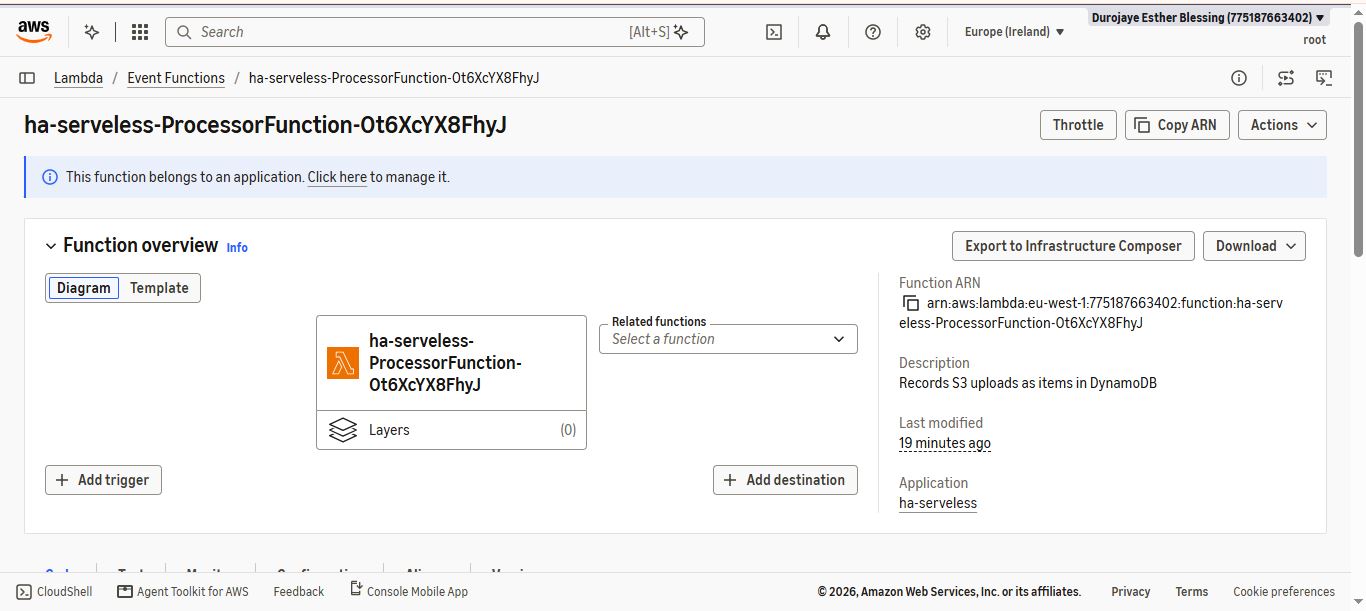 aws
Search
[Alt+S]
Europe (Ireland)
Durojaye Esther Blessing (775187663402)
root
Lambda / Event Functions / ha-serveless-ProcessorFunction-Ot6XcYX8FhyJ
ha-serveless-ProcessorFunction-Ot6XcYX8FhyJ
Throttle
Copy ARN
Actions
This function belongs to an application. Click here to manage it.
Function overview Info
Export to Infrastructure Composer
Download
Diagram
Template
ha-serveless-
ProcessorFunction-
Ot6XcYX8FhyJ
Layers
(0)
Related functions
Select a function
Add trigger
Add destination
Function ARN
arn:aws:lambda:eu-west-1:775187663402:function:ha-serv
eless-ProcessorFunction-Ot6XcYX8FhyJ
Description
Records S3 uploads as items in DynamoDB
Last modified
19 minutes ago
Application
ha-serveless
CloudShell
Agent Toolkit for AWS
Feedback
Console Mobile App
© 2026, Amazon Web Services, Inc. or its affiliates.
Privacy
Terms
Cookie preferences